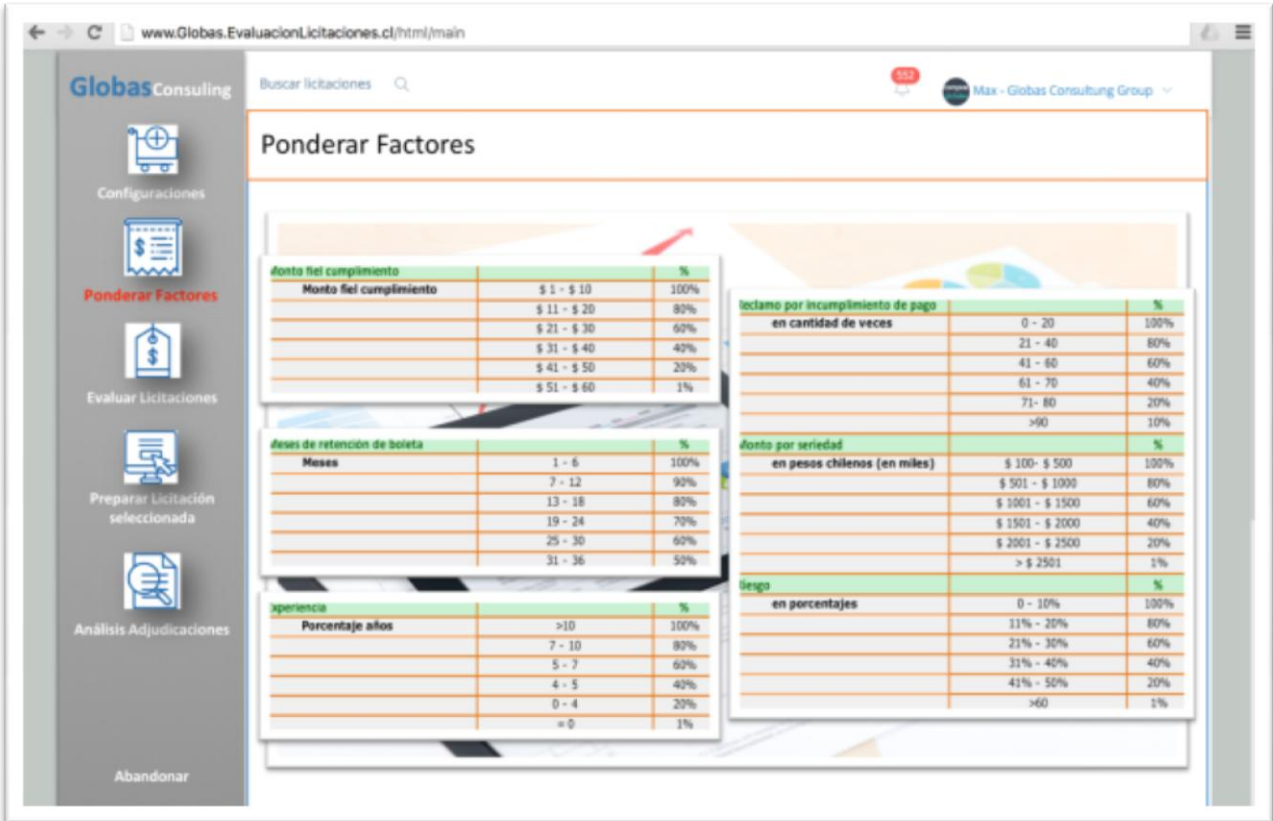 www.Globas.EvaluacionLicitaciones.cl/html/main
GlobasConsuling
Buscar licitaciones
552
Max - Globas Consultung Group
Configuraciones
Ponderar Factores
Evaluar Licitaciones
Preparar Licitación
seleccionada
Análisis Adjudicaciones
Abandonar
Ponderar Factores
Monto fiel cumplimiento %
Monto fiel cumplimiento $ 1 - $ 10 100%
$ 11 - $ 20 80%
$ 21 - $ 30 60%
$ 31 - $ 40 40%
$ 41 - $ 50 20%
$ 51 - $ 60 1%
Meses de retención de boleta %
Meses 1 - 6 100%
7 - 12 90%
13 - 18 80%
19 - 24 70%
25 - 30 60%
31 - 36 50%
xperiencia %
Porcentaje años >10 100%
7 - 10 80%
5 - 7 60%
4 - 5 40%
0 - 4 20%
= 0 1%
Reclamo por incumplimiento de pago %
en cantidad de veces 0 - 20 100%
21 - 40 80%
41 - 60 60%
61 - 70 40%
71- 80 20%
>90 10%
Monto por seriedad %
en pesos chilenos (en miles) $ 100- $ 500 100%
$ 501 - $ 1000 80%
$ 1001 - $ 1500 60%
$ 1501 - $ 2000 40%
$ 2001 - $ 2500 20%
> $ 2501 1%
Riesgo %
en porcentajes 0 - 10% 100%
11% - 20% 80%
21% - 30% 60%
31% - 40% 40%
41% - 50% 20%
>60 1%